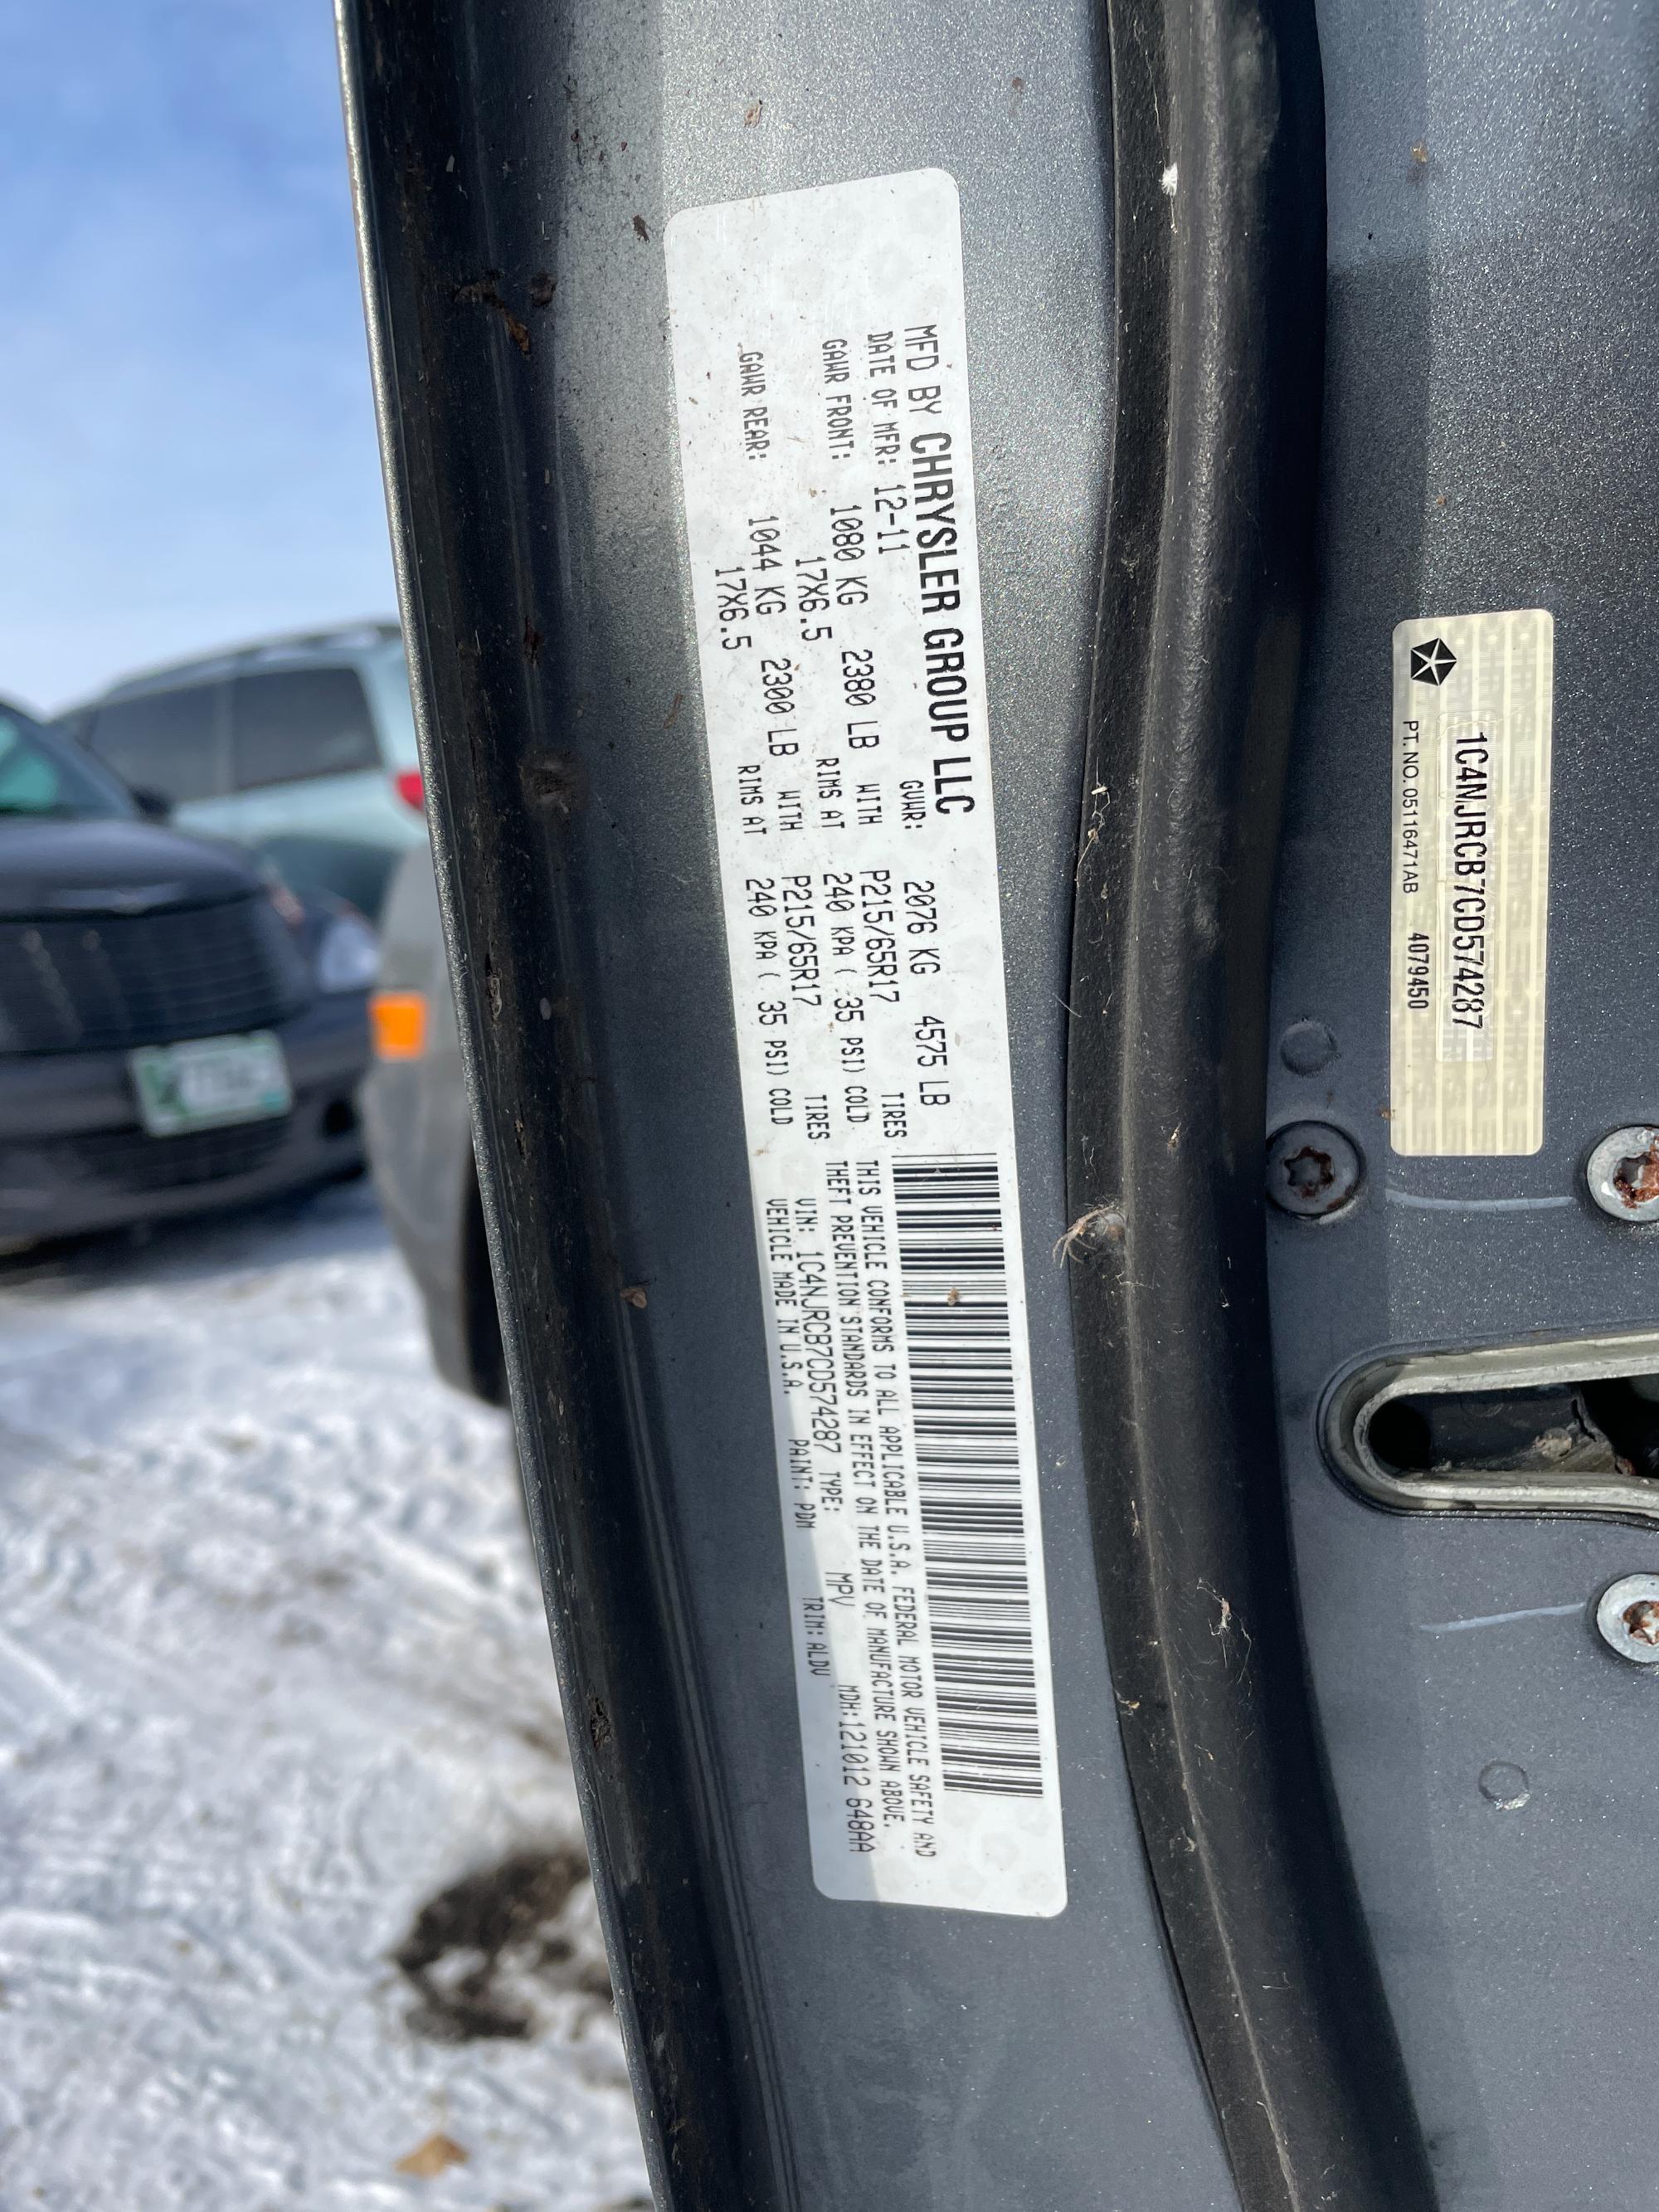 MFD BY CHRYSLER GROUP LLC
DATE OF MFR: 12-11 GVWR: 2076 KG 4575 LB
GAWR FRONT: 1080 KG 2380 LB WITH P215/65R17 TIRES
17X6.5 RIMS AT 240 KPA ( 35 PSI) COLD
GAWR REAR: 1044 KG 2300 LB WITH P215/65R17 TIRES
17X6.5 RIMS AT 240 KPA ( 35 PSI) COLD
THIS VEHICLE CONFORMS TO ALL APPLICABLE U.S.A. FEDERAL MOTOR VEHICLE SAFETY AND
THEFT PREVENTION STANDARDS IN EFFECT ON THE DATE OF MANUFACTURE SHOWN ABOVE.
VIN: 1C4NJRCB7CD574287 TYPE: MPV MDH:121012 648AA
VEHICLE MADE IN U.S.A. PAINT: PDM TRIM:ALDV
1C4NJRCB7CD574287
PT. NO. 05116471AB 4079450